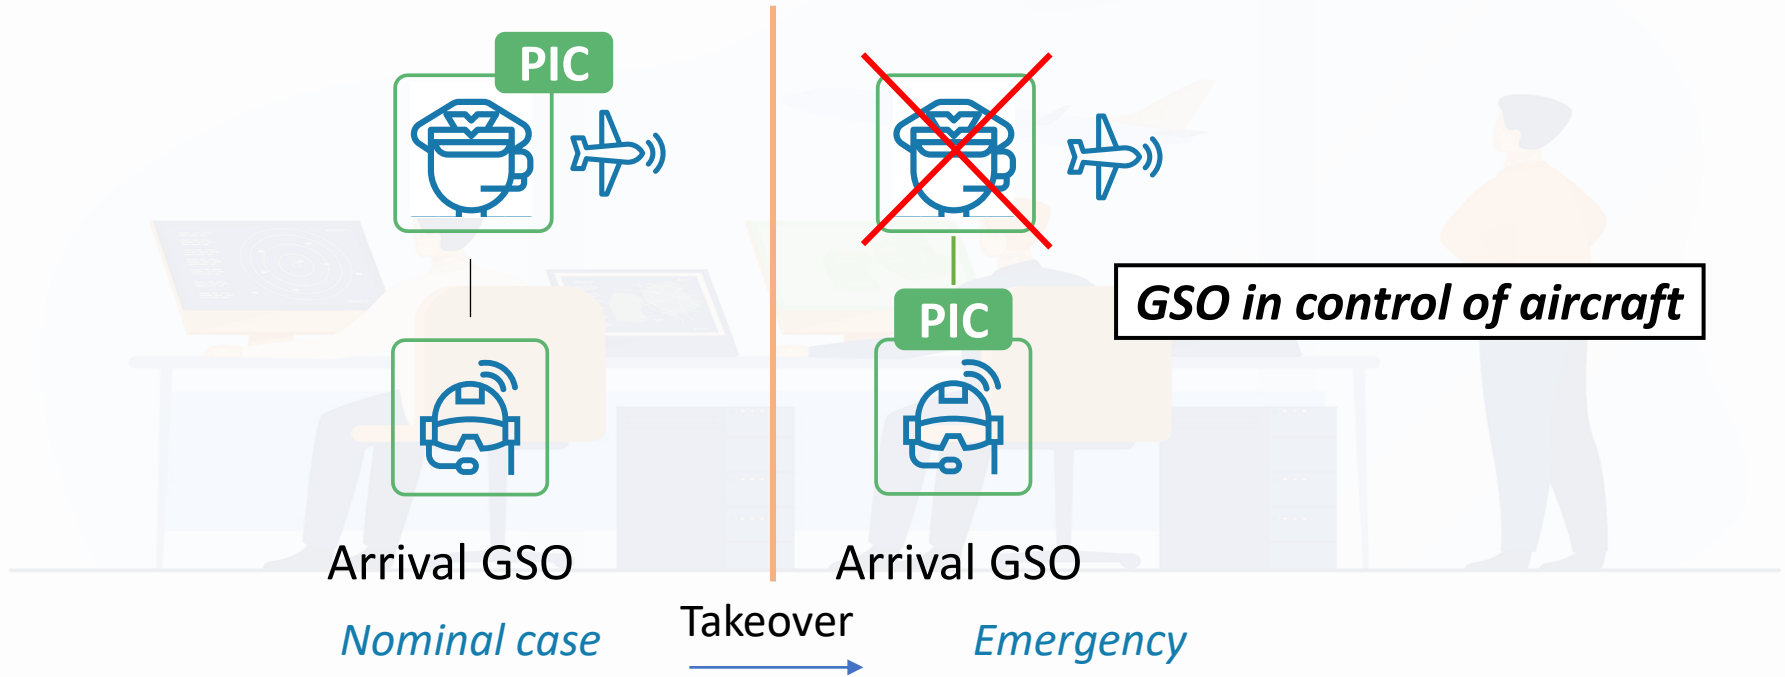 PIC
PIC
GSO in control of aircraft
Arrival GSO
Arrival GSO
Takeover
Nominal case
Emergency